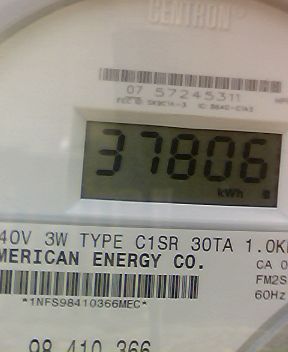 CENTRON®
07 57245311
37806
kWh
40V 3W TYPE C1SR 30TA 1.0K
MERICAN ENERGY CO.
CA 0
FM2S
60Hz
*1NFS98410366MEC*
98 410 366